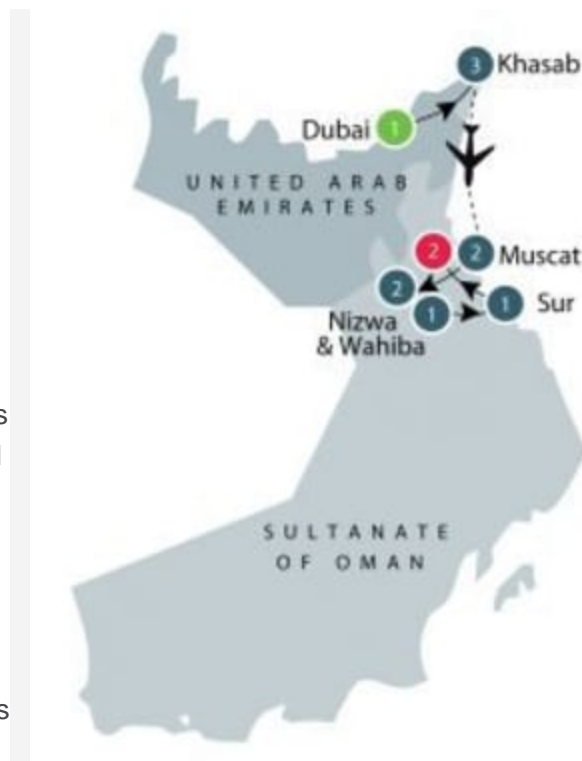 3 Khasab
Dubai 1
UNITED ARAB
EMIRATES
2 2 Muscat
2
1 Sur
Nizwa 1
& Wahiba
s
SULTANATE
OF OMAN
s